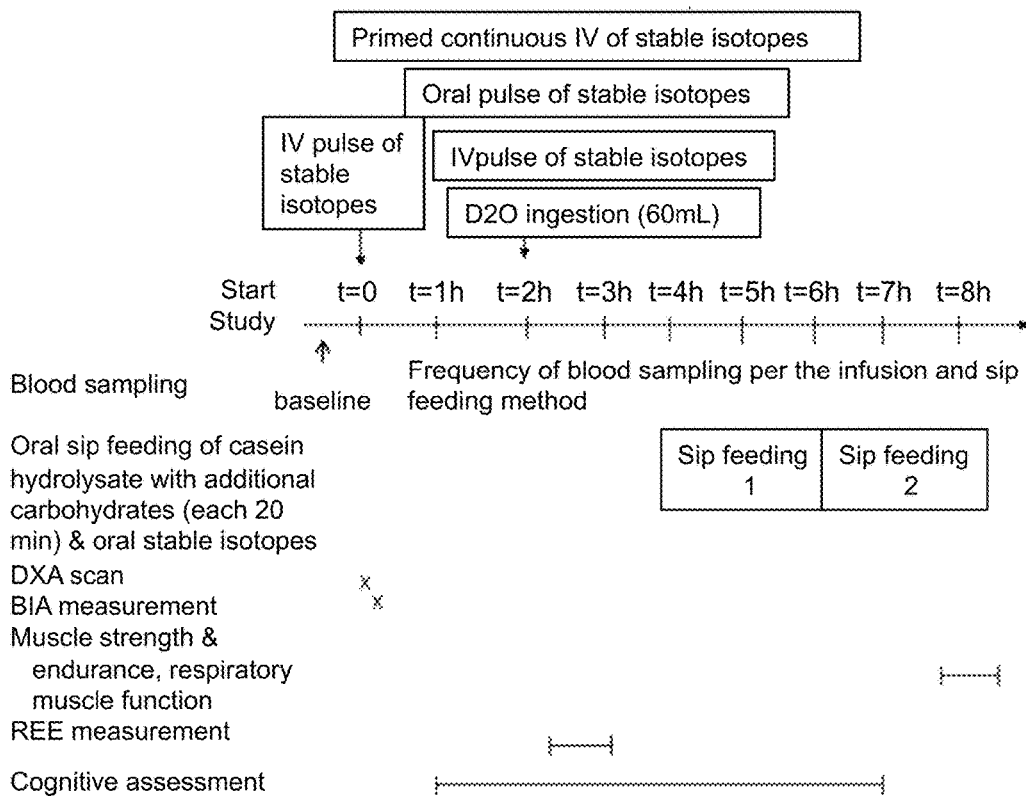 Primed continuous IV of stable isotopes
Oral pulse of stable isotopes
IV pulse of
stable
isotopes
IVpulse of stable isotopes
D2O ingestion (60mL)
Start
Study
t=0 t=1h t=2h t=3h t=4h t=5h t=6h t=7h t=8h
Blood sampling
baseline
Frequency of blood sampling per the infusion and sip
feeding method
Oral sip feeding of casein
hydrolysate with additional
carbohydrates (each 20
min) & oral stable isotopes
Sip feeding
1
Sip feeding
2
DXA scan
x
BIA measurement
x
Muscle strength &
endurance, respiratory
muscle function
REE measurement
Cognitive assessment